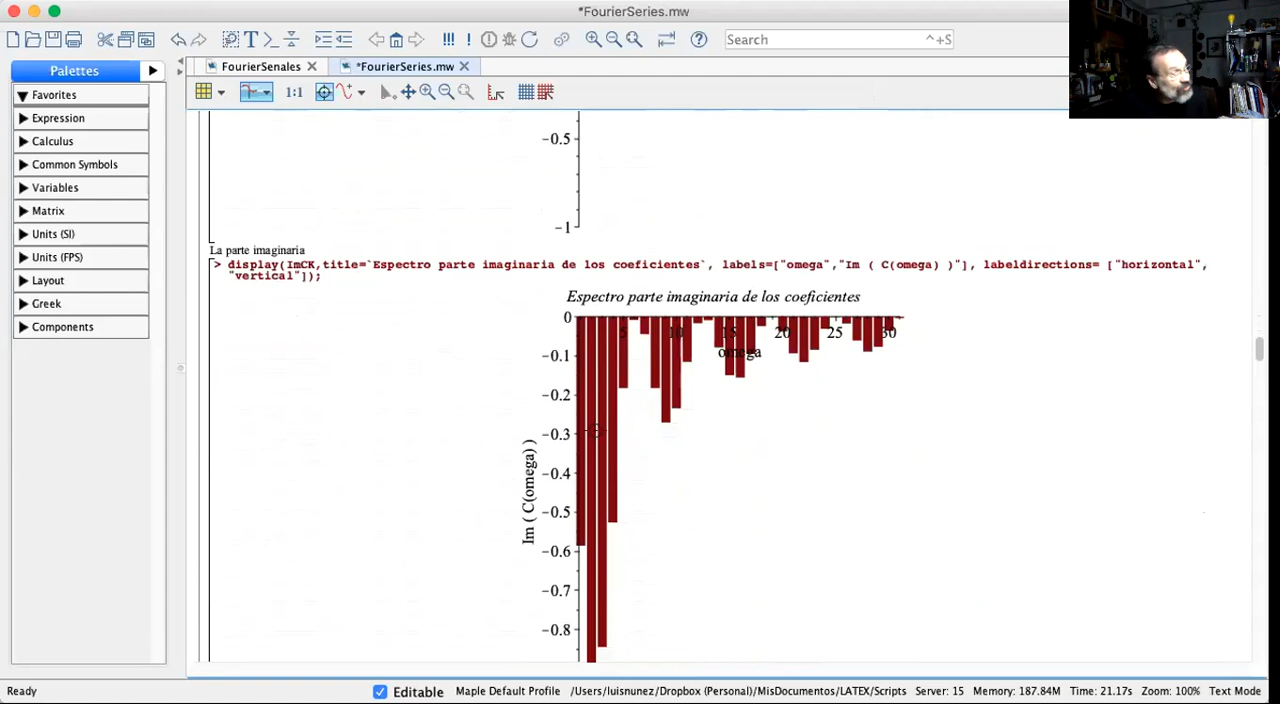 *FourierSeries.mw
Search ^+S
Palettes
FourierSenales
*FourierSeries.mw
Favorites
1:1
Expression
Calculus
Common Symbols
Variables
Matrix
Units (SI)
Units (FPS)
Layout
Greek
Components
-0.5
-1
La parte imaginaria
> display(ImCK,title=`Espectro parte imaginaria de los coeficientes`, labels=["omega","Im ( C(omega) )"], labeldirections= ["horizontal",
"vertical"]);
Espectro parte imaginaria de los coeficientes
0
5 10 15 20 25 30
omega
-0.1
-0.2
-0.3
-0.4
-0.5
-0.6
-0.7
-0.8
Im ( C(omega) )
Ready
Editable Maple Default Profile /Users/luisnunez/Dropbox (Personal)/MisDocumentos/LATEX/Scripts Server: 15 Memory: 187.84M Time: 21.17s Zoom: 100% Text Mode